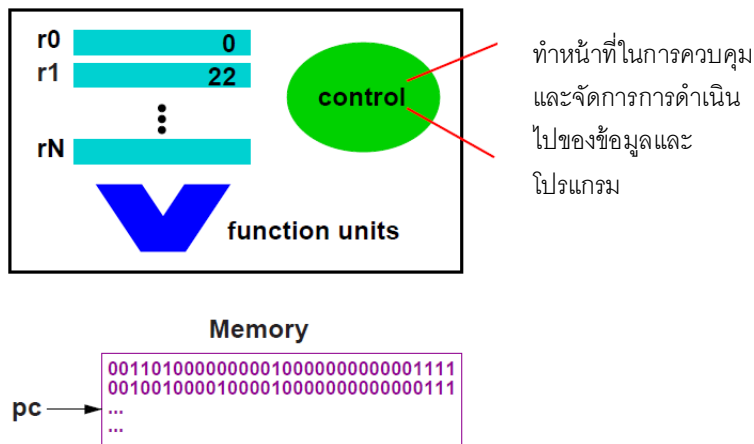 r0 0
r1 22
rN
control
function units
ทำหน้าที่ในการควบคุม
และจัดการการดำเนิน
ไปของข้อมูลและ
โปรแกรม
Memory
00110100000000010000000000001111
00100100001000010000000000000111
pc
...
...